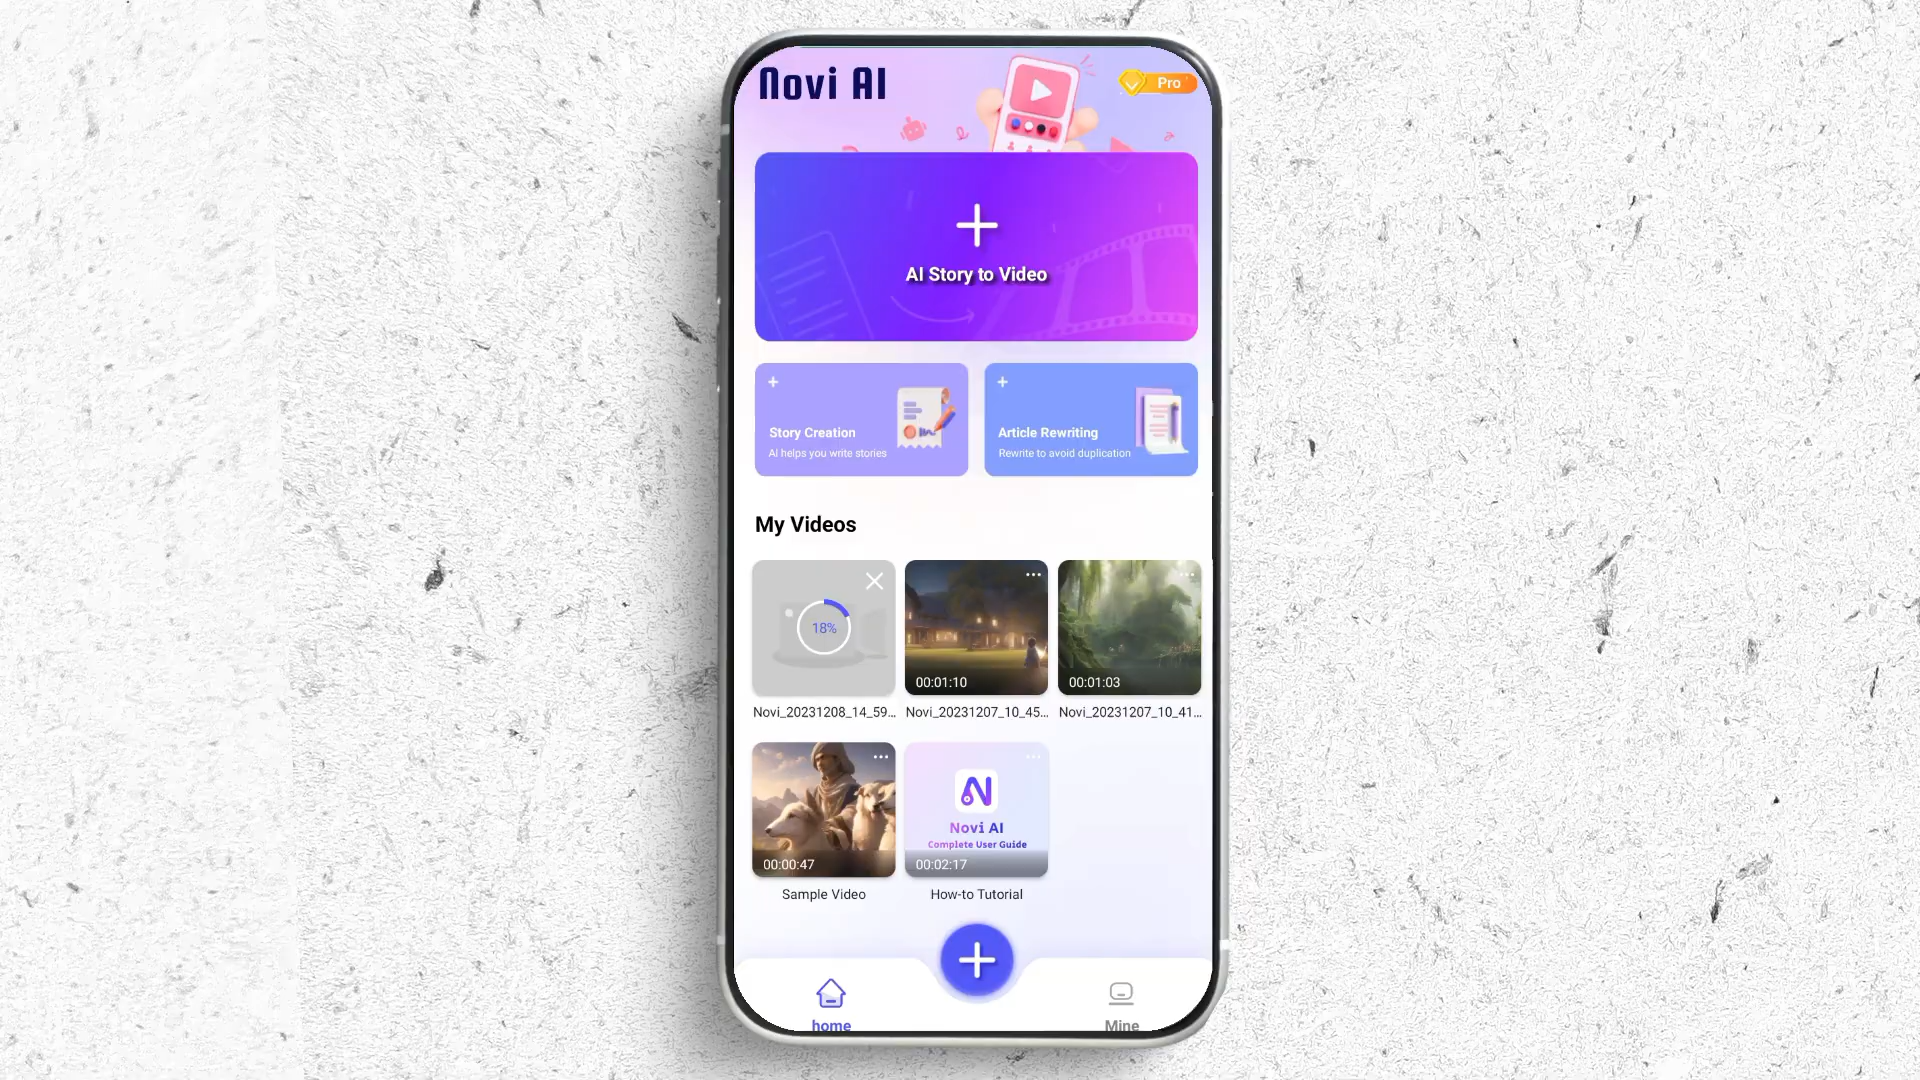 Novi AI
Pro
AI Story to Video
Story Creation
AI helps you write stories
Article Rewriting
Rewrite to avoid duplication
My Videos
18%
00:01:10
00:01:03
Novi_20231208_14_59...
Novi_20231207_10_45...
Novi_20231207_10_41...
00:00:47
N
Novi AI
Complete User Guide
00:02:17
Sample Video
How-to Tutorial
home
Mine